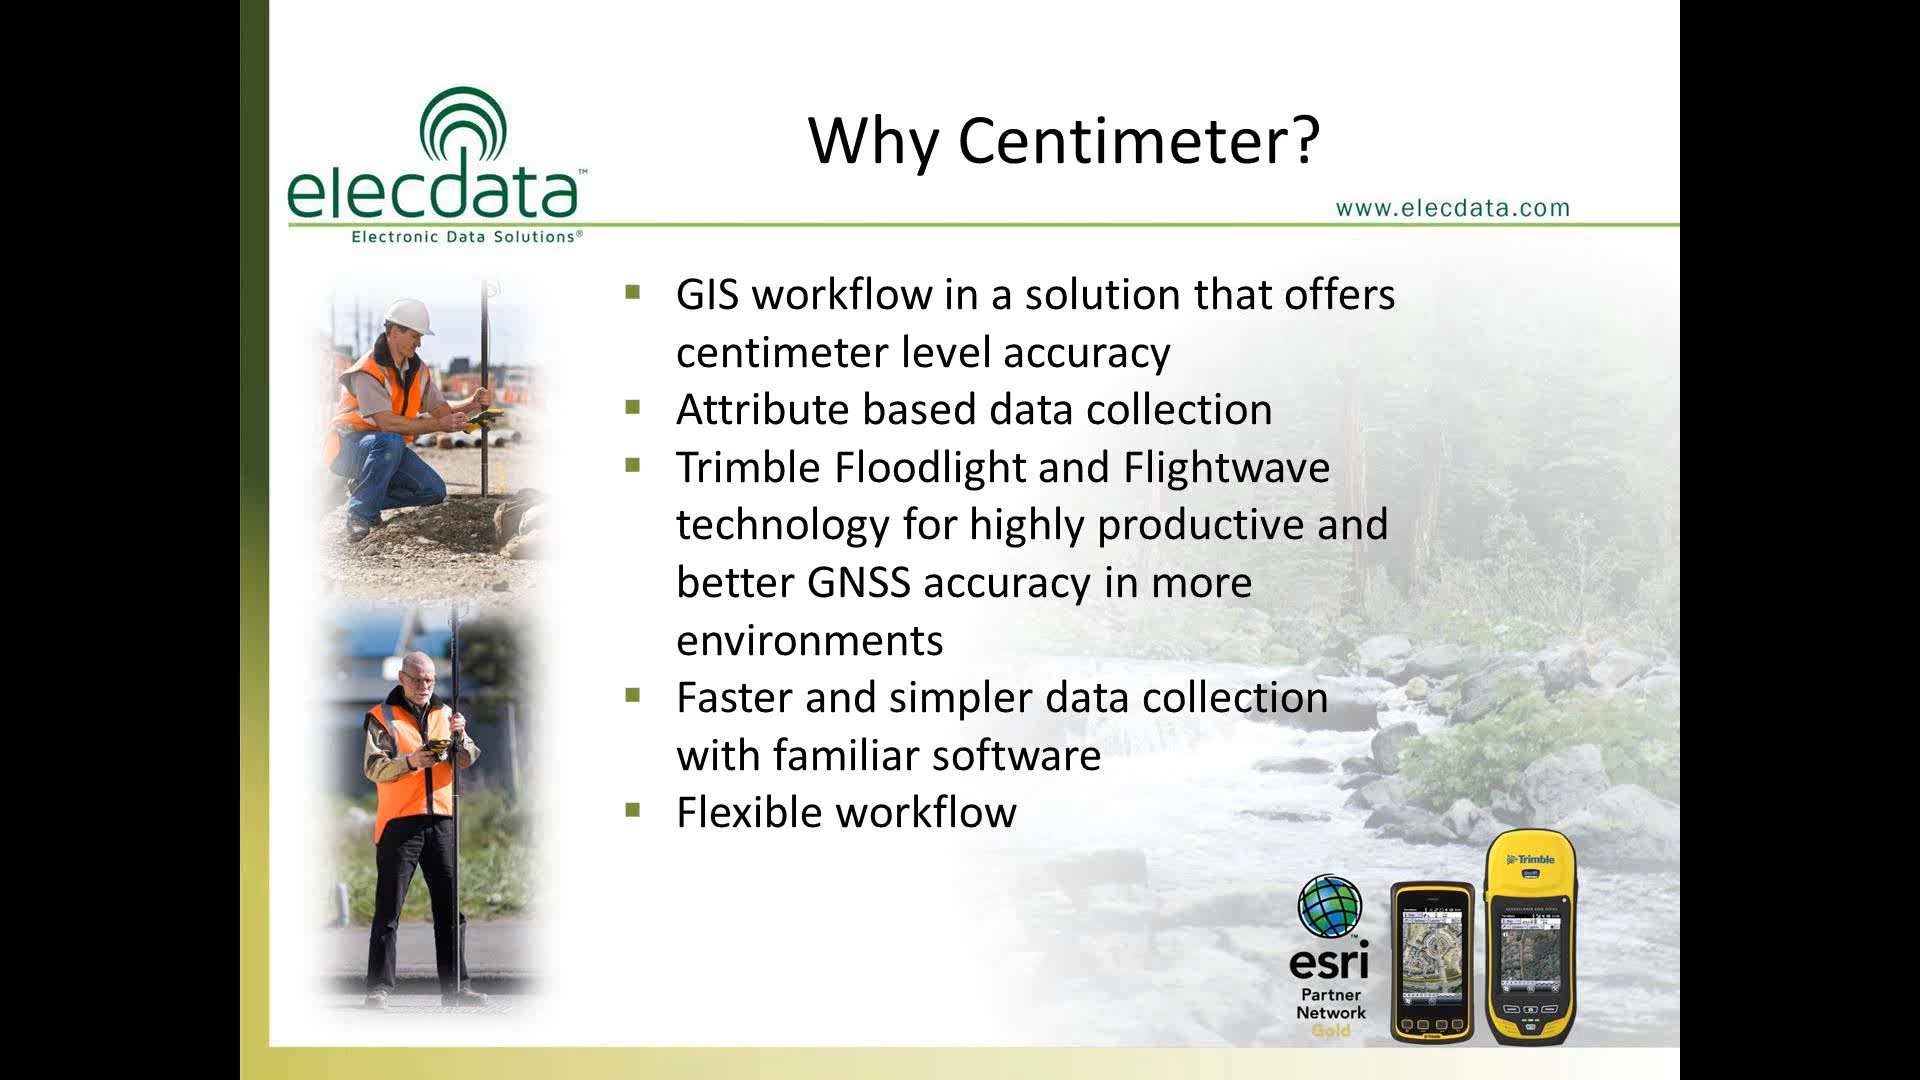 Why Centimeter?
elecdata™
www.elecdata.com
Electronic Data Solutions®
▪ GIS workflow in a solution that offers
centimeter level accuracy
▪ Attribute based data collection
▪ Trimble Floodlight and Flightwave
technology for highly productive and
better GNSS accuracy in more
environments
▪ Faster and simpler data collection
with familiar software
▪ Flexible workflow
Trimble
esri
Partner
Network
Gold